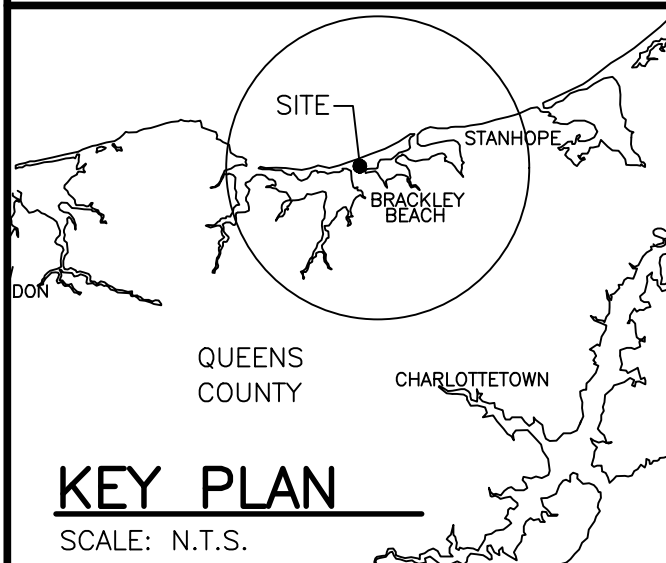 SITE
STANHOPE
BRACKLEY
BEACH
DON
QUEENS
COUNTY
CHARLOTTETOWN
KEY PLAN
SCALE: N.T.S.